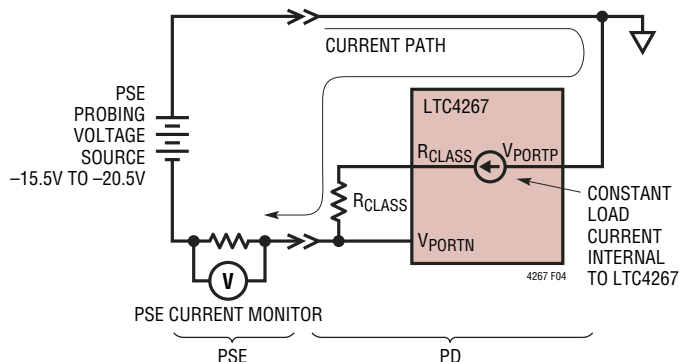 CURRENT PATH
PSE
PROBING
VOLTAGE
SOURCE
–15.5V TO –20.5V
LTC4267
RCLASS
VPORTP
RCLASS
VPORTN
CONSTANT
LOAD
CURRENT
INTERNAL
TO LTC4267
4267 F04
V
PSE CURRENT MONITOR
PSE
PD